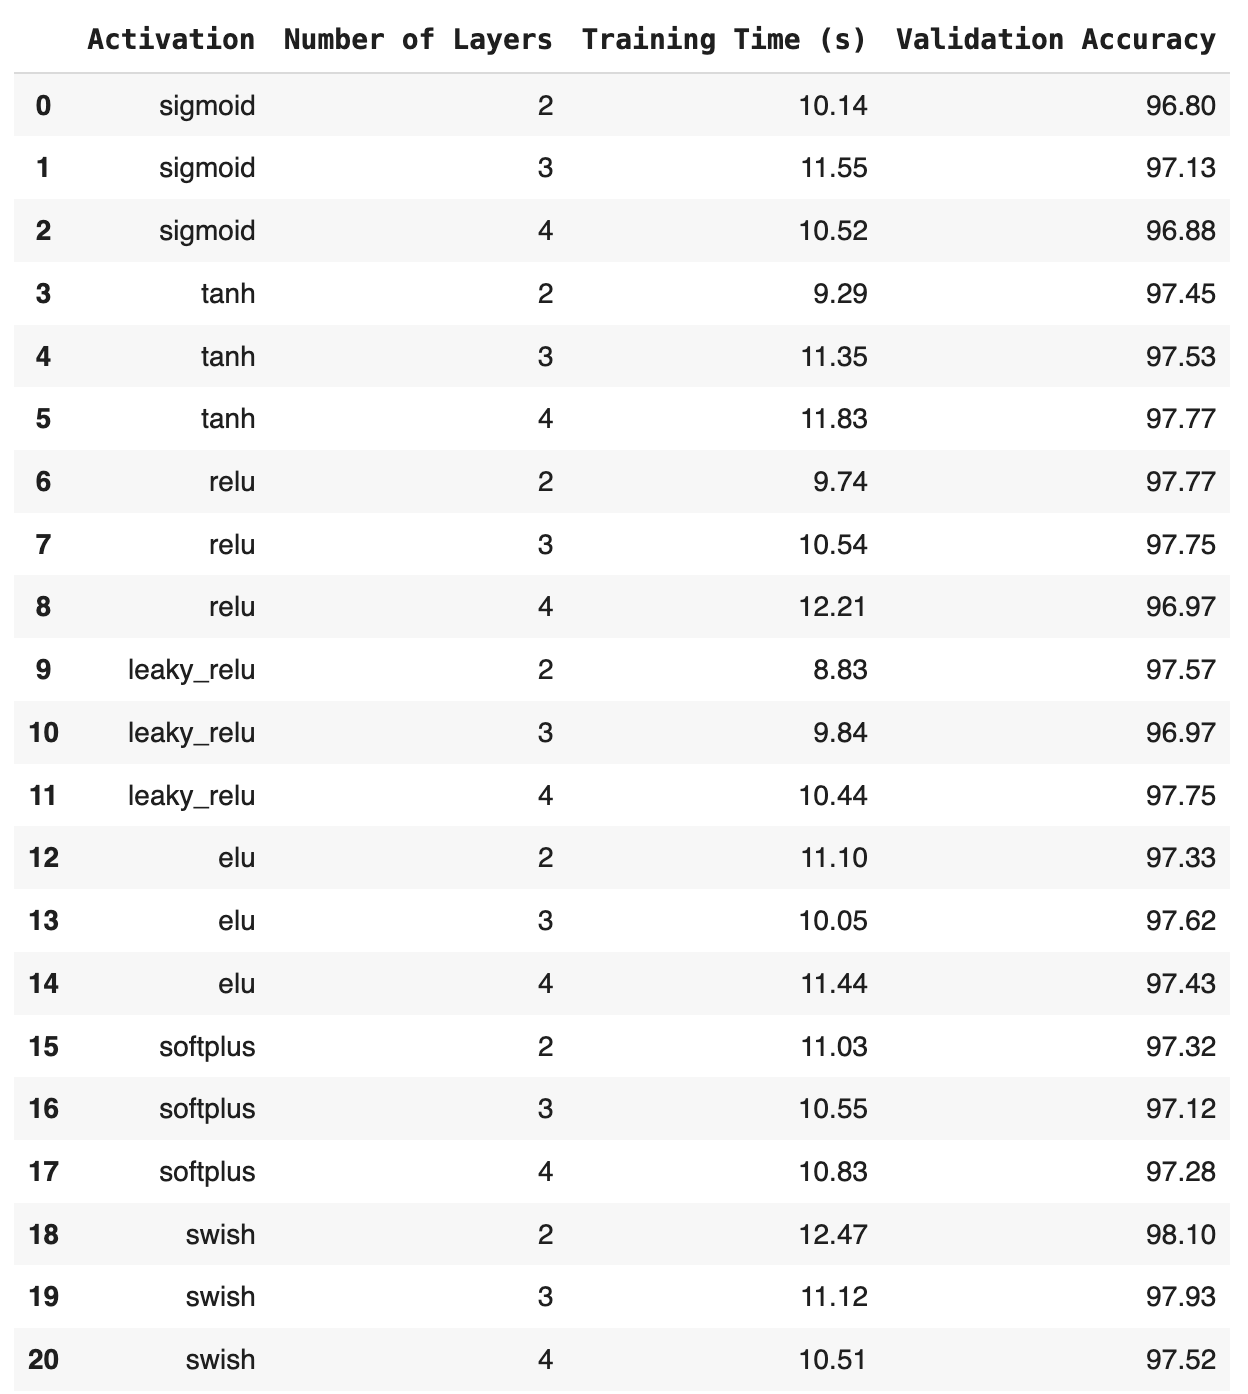 Activation Number of Layers Training Time (s) Validation Accuracy
0 sigmoid 2 10.14 96.80
1 sigmoid 3 11.55 97.13
2 sigmoid 4 10.52 96.88
3 tanh 2 9.29 97.45
4 tanh 3 11.35 97.53
5 tanh 4 11.83 97.77
6 relu 2 9.74 97.77
7 relu 3 10.54 97.75
8 relu 4 12.21 96.97
9 leaky_relu 2 8.83 97.57
10 leaky_relu 3 9.84 96.97
11 leaky_relu 4 10.44 97.75
12 elu 2 11.10 97.33
13 elu 3 10.05 97.62
14 elu 4 11.44 97.43
15 softplus 2 11.03 97.32
16 softplus 3 10.55 97.12
17 softplus 4 10.83 97.28
18 swish 2 12.47 98.10
19 swish 3 11.12 97.93
20 swish 4 10.51 97.52